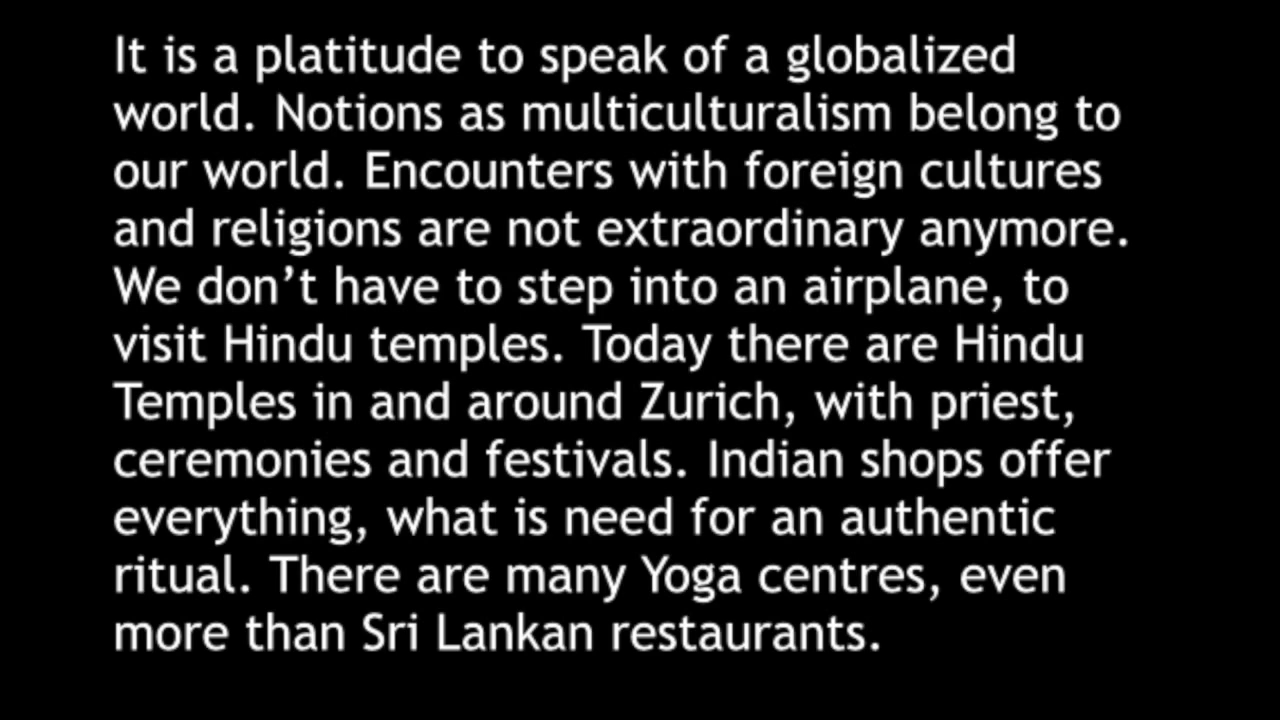 It is a platitude to speak of a globalized
world. Notions as multiculturalism belong to
our world. Encounters with foreign cultures
and religions are not extraordinary anymore.
We don’t have to step into an airplane, to
visit Hindu temples. Today there are Hindu
Temples in and around Zurich, with priest,
ceremonies and festivals. Indian shops offer
everything, what is need for an authentic
ritual. There are many Yoga centres, even
more than Sri Lankan restaurants.